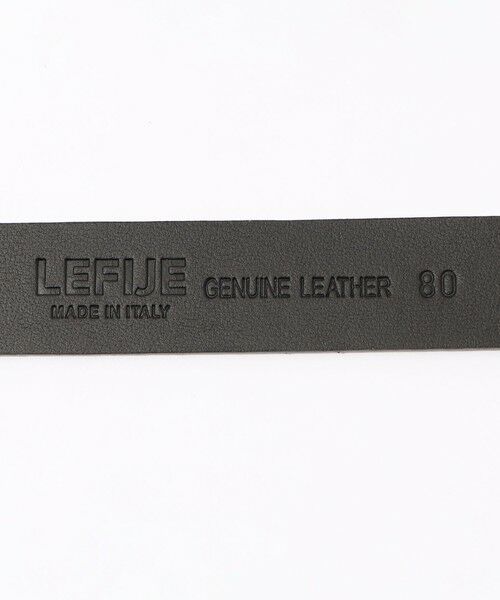 LEFIJE GENUINE LEATHER 80
MADE IN ITALY